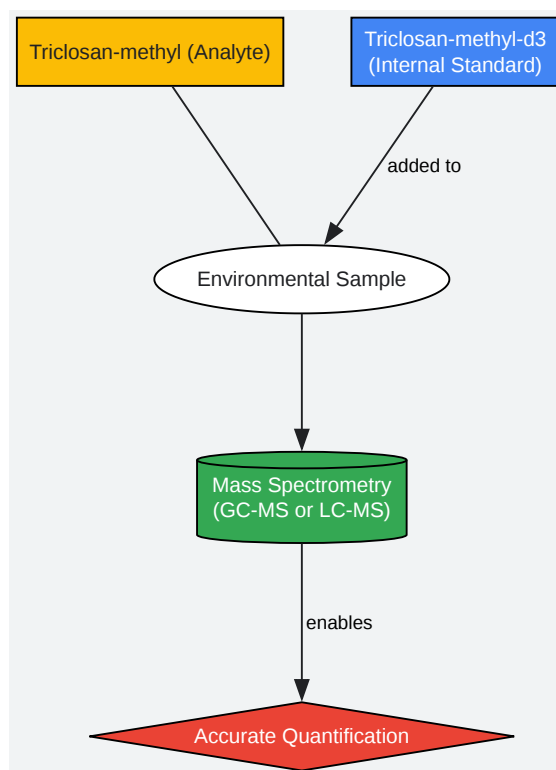 Triclosan-methyl (Analyte)
Triclosan-methyl-d3
(Internal Standard)
added to
Environmental Sample
Mass Spectrometry
(GC-MS or LC-MS)
enables
Accurate Quantification